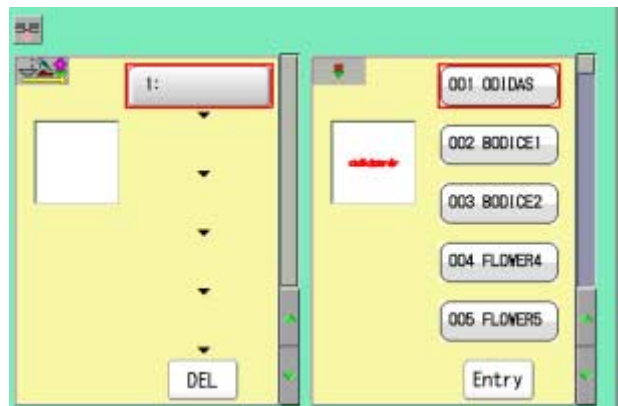 1:
DEL
001 ODIDAS
002 BODICE1
003 BODICE2
004 FLOWER4
005 FLOWER5
Entry